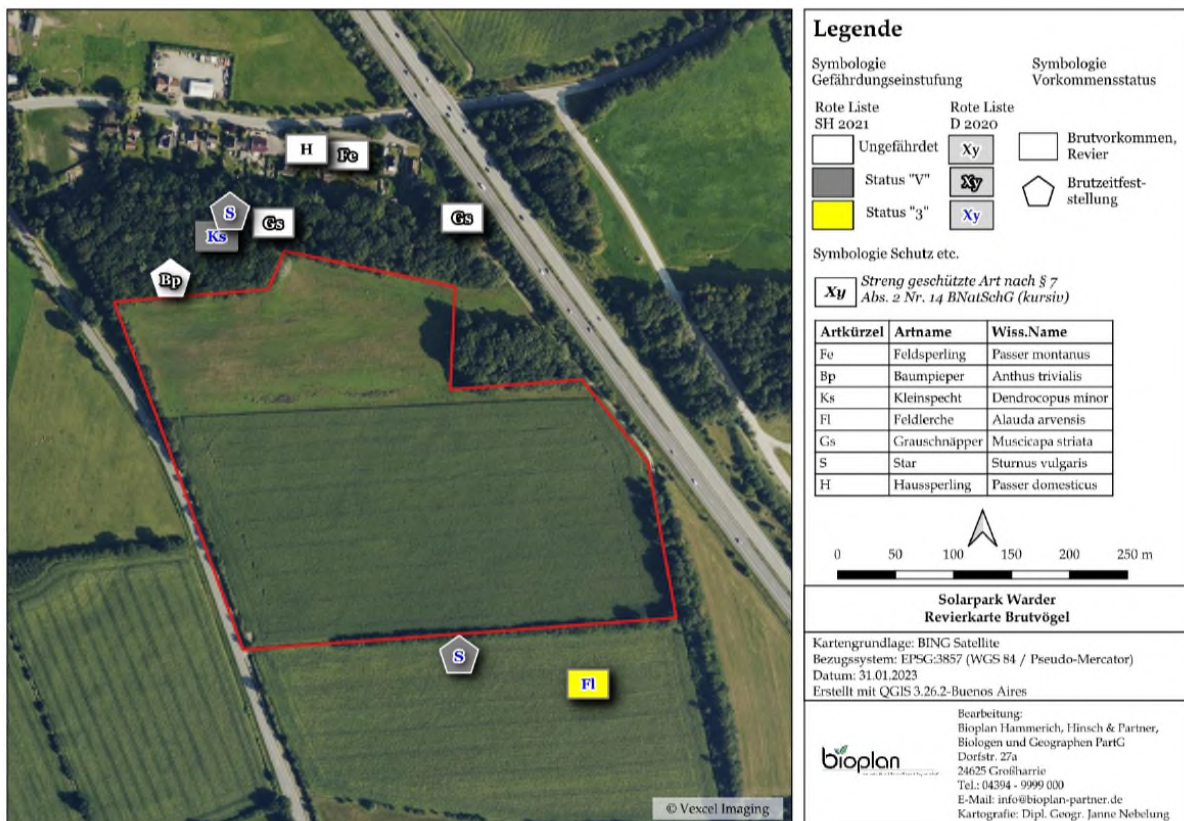 H
Fe
S
Gs
Gs
Ks
Bp
S
Fl
© Vexcel Imaging
Legende
Symbologie
Gefährdungseinstufung
Symbologie
Vorkommensstatus
Rote Liste
SH 2021
Rote Liste
D 2020
Ungefährdet
Xy
Brutvorkommen,
Revier
Status "V"
Xy
Brutzeitfest-
stellung
Status "3"
Xy
Symbologie Schutz etc.
Xy
Streng geschützte Art nach § 7
Abs. 2 Nr. 14 BNatSchG (kursiv)
Artkürzel Artname Wiss.Name
Fe Feldsperling Passer montanus
Bp Baumpieper Anthus trivialis
Ks Kleinspecht Dendrocopus minor
Fl Feldlerche Alauda arvensis
Gs Grauschnäpper Muscicapa striata
S Star Sturnus vulgaris
H Haussperling Passer domesticus
0 50 100 150 200 250 m
Solarpark Warder
Revierkarte Brutvögel
Kartengrundlage: BING Satellite
Bezugssystem: EPSG:3857 (WGS 84 / Pseudo-Mercator)
Datum: 31.01.2023
Erstellt mit QGIS 3.26.2-Buenos Aires
bioplan
Bearbeitung:
Bioplan Hammerich, Hinsch & Partner,
Biologen und Geographen PartG
Dorfstr. 27a
24625 Großharrie
Tel.: 04394 - 9999 000
E-Mail: info@bioplan-partner.de
Kartografie: Dipl. Geogr. Janne Nebelung